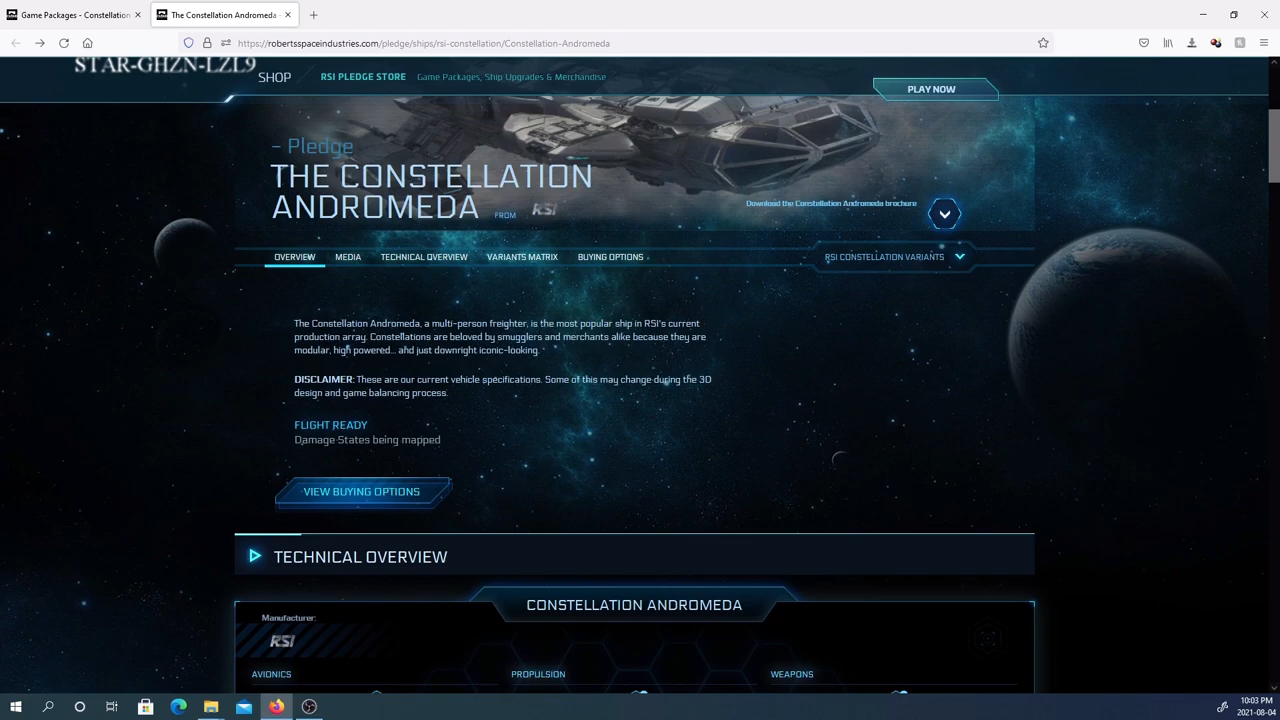 Game Packages - Constellation
The Constellation Andromeda -
https://robertsspaceindustries.com/pledge/ships/rsi-constellation/Constellation-Andromeda
STAR-GHZN-LZL9
SHOP
RSI PLEDGE STORE
Game Packages, Ship Upgrades & Merchandise
PLAY NOW
– Pledge
THE CONSTELLATION
ANDROMEDA FROM RSI
Download the Constellation Andromeda brochure
OVERVIEW MEDIA TECHNICAL OVERVIEW VARIANTS MATRIX BUYING OPTIONS
RSI CONSTELLATION VARIANTS
The Constellation Andromeda, a multi-person freighter, is the most popular ship in RSI's current
production array. Constellations are beloved by smugglers and merchants alike because they are
modular, high powered... and just downright iconic-looking.
DISCLAIMER: These are our current vehicle specifications. Some of this may change during the 3D
design and game balancing process.
FLIGHT READY
Damage States being mapped
VIEW BUYING OPTIONS
TECHNICAL OVERVIEW
CONSTELLATION ANDROMEDA
Manufacturer:
RSI
AVIONICS PROPULSION WEAPONS
10:03 PM
2021-08-04